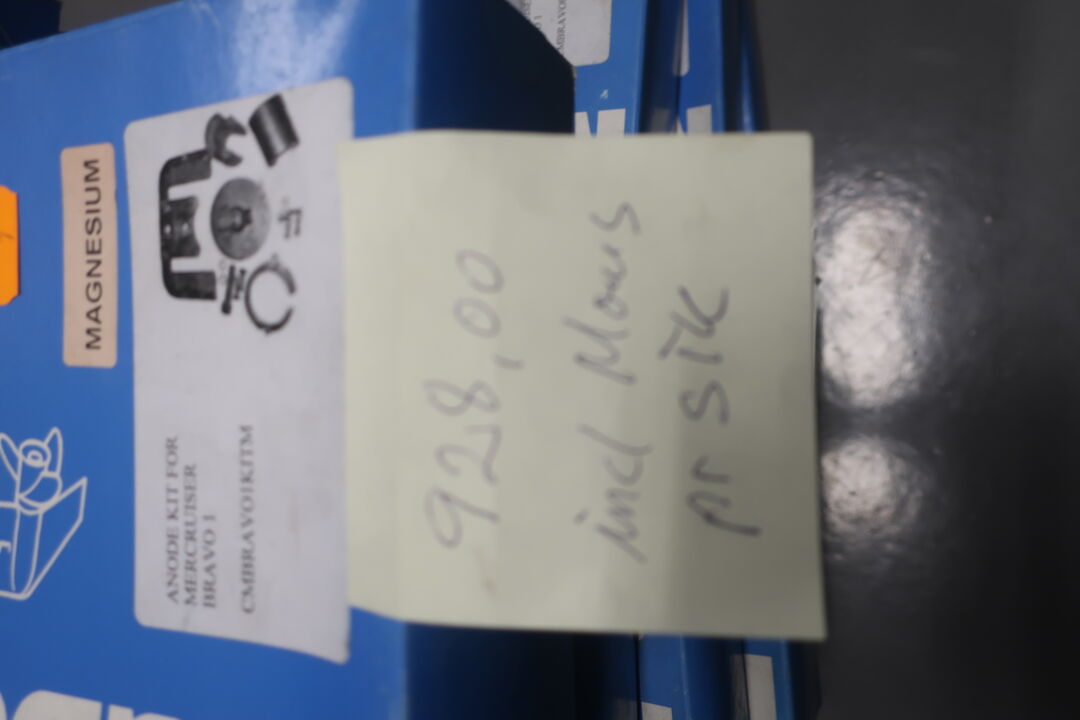 MAGNESIUM
ANODE KIT FOR
MERCRUISER
BRAVO 1
CMBRAVO1KITM
928,00
incl Moms
pr stk